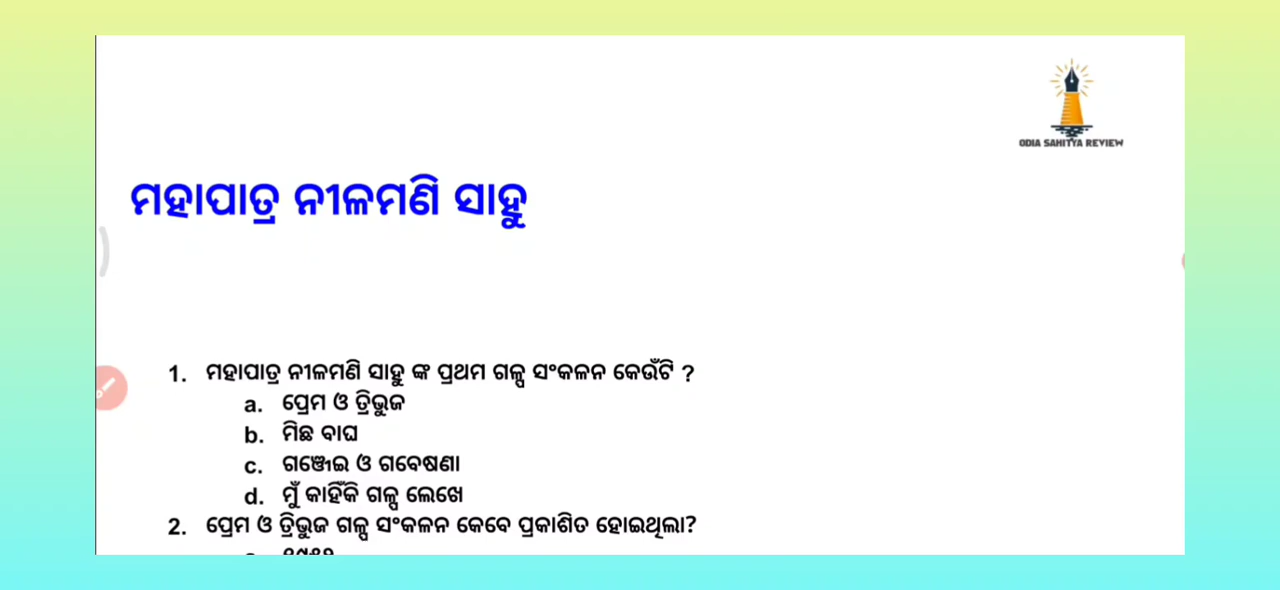 ODIA SAHITYA REVIEW
ମହାପାତ୍ର ନୀଳମଣି ସାହୁ
1. ମହାପାତ୍ର ନୀଳମଣି ସାହୁ ଙ୍କ ପ୍ରଥମ ଗଳ୍ପ ସଂକଳନ କେଉଁଟି ?
a. ପ୍ରେମ ଓ ତ୍ରିଭୁଜ
b. ମିଛ ବାଘ
c. ଗଞ୍ଜେଇ ଓ ଗବେଷଣା
d. ମୁଁ କାହିଁକି ଗଳ୍ପ ଲେଖେ
2. ପ୍ରେମ ଓ ତ୍ରିଭୁଜ ଗଳ୍ପ ସଂକଳନ କେବେ ପ୍ରକାଶିତ ହୋଇଥିଲା?